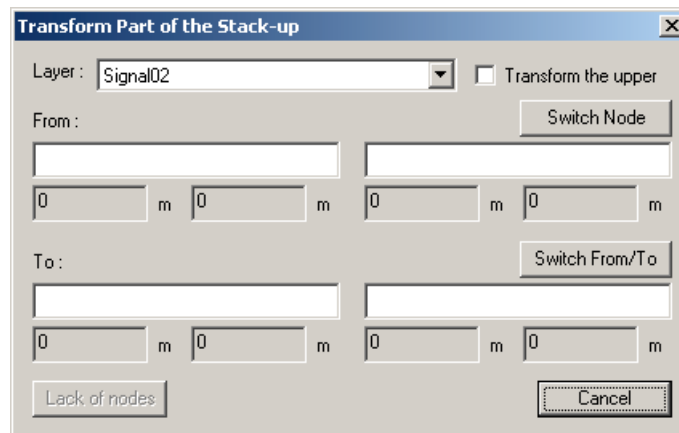 Transform Part of the Stack-up
Layer : Signal02 Transform the upper
From : Switch Node
0 m 0 m 0 m 0 m
To : Switch From/To
0 m 0 m 0 m 0 m
Lack of nodes Cancel